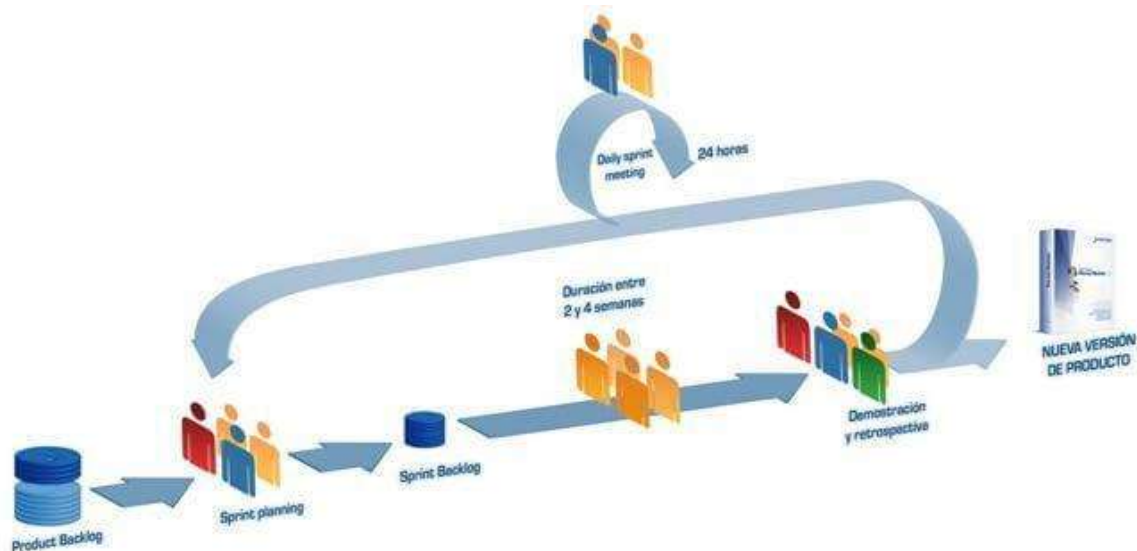 Daily sprint
meeting
24 horas
Duración entre
2 y 4 semanas
NUEVA VERSIÓN
DE PRODUCTO
Demostración
y retrospectiva
Sprint Backlog
Sprint planning
Product Backlog